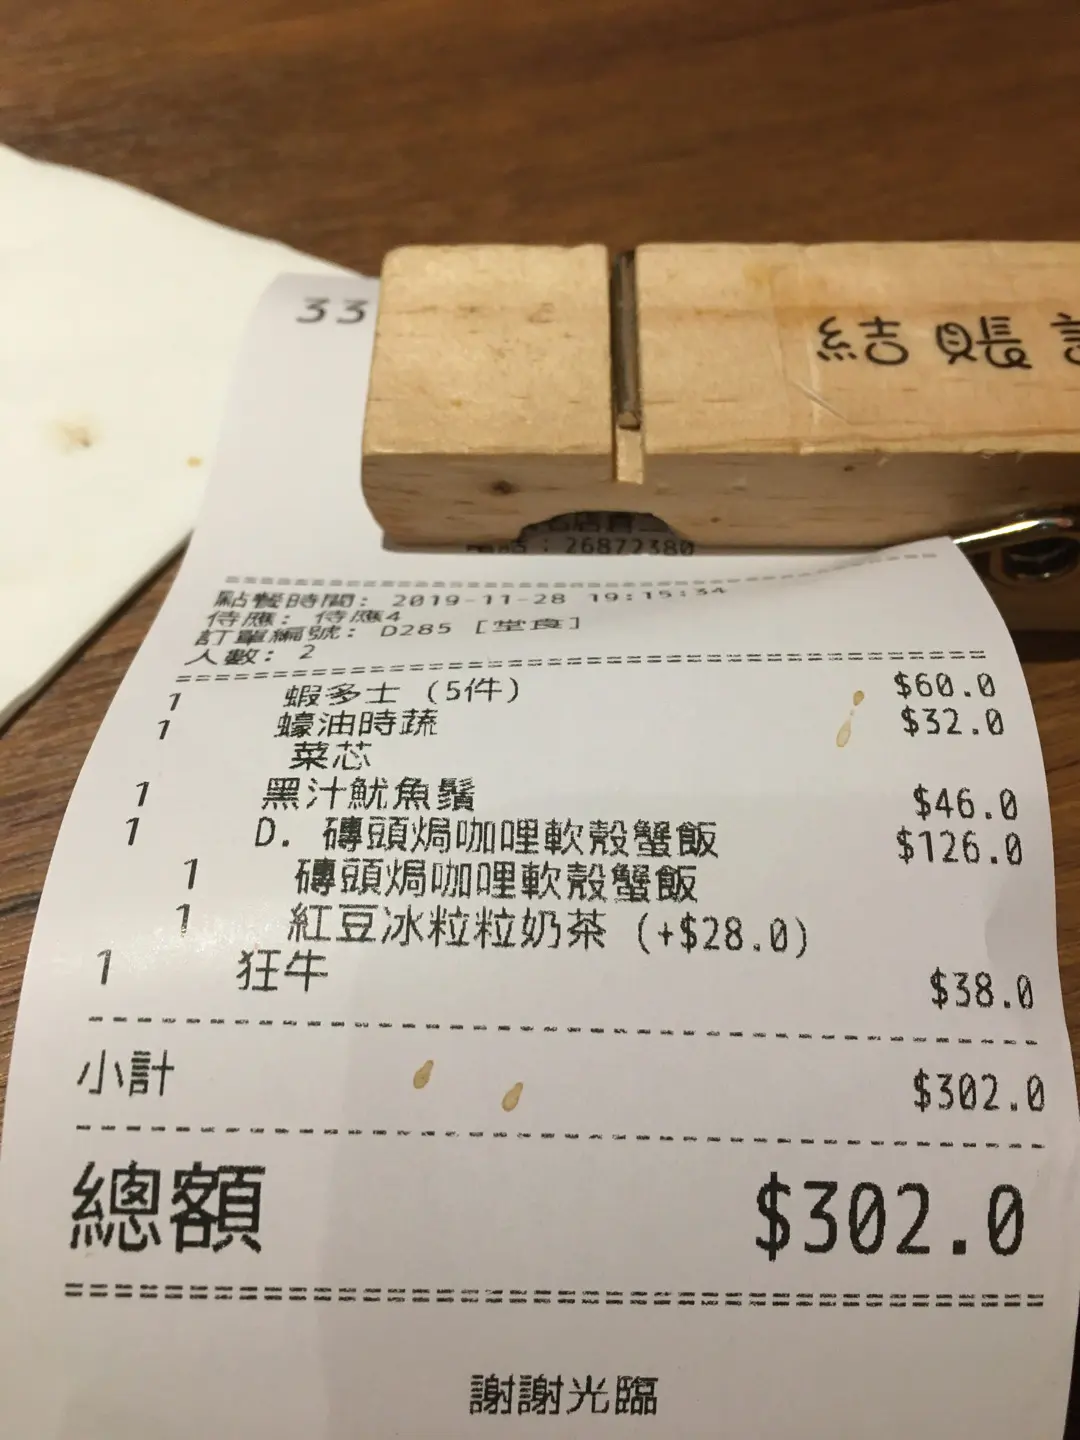 33
結賬
電話：26872380
點餐時間： 2019-11-28 19:15:34
侍應： 侍應4
訂單編號： D285 [堂食]
人數： 2
1 蝦多士 (5件) $60.0
1 蠔油時蔬 $32.0
菜芯
1 黑汁魷魚鬚 $46.0
1 D. 磚頭焗咖哩軟殼蟹飯 $126.0
1 磚頭焗咖哩軟殼蟹飯
1 紅豆冰粒粒奶茶 (+$28.0)
1 狂牛 $38.0
小計 $302.0
總額 $302.0
謝謝光臨